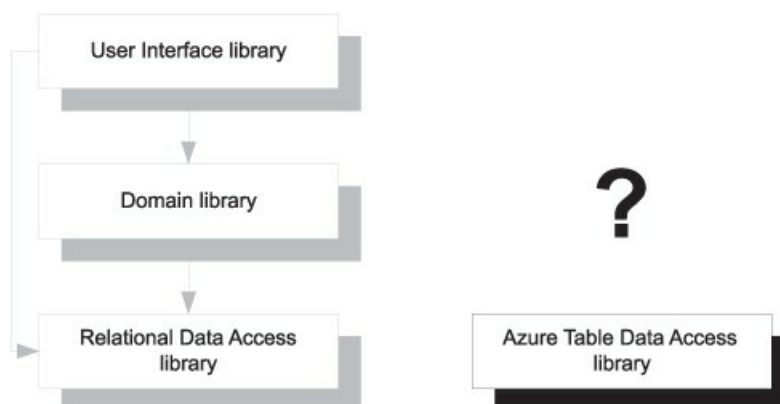 User Interface library
Domain library
?
Relational Data Access
library
Azure Table Data Access
library